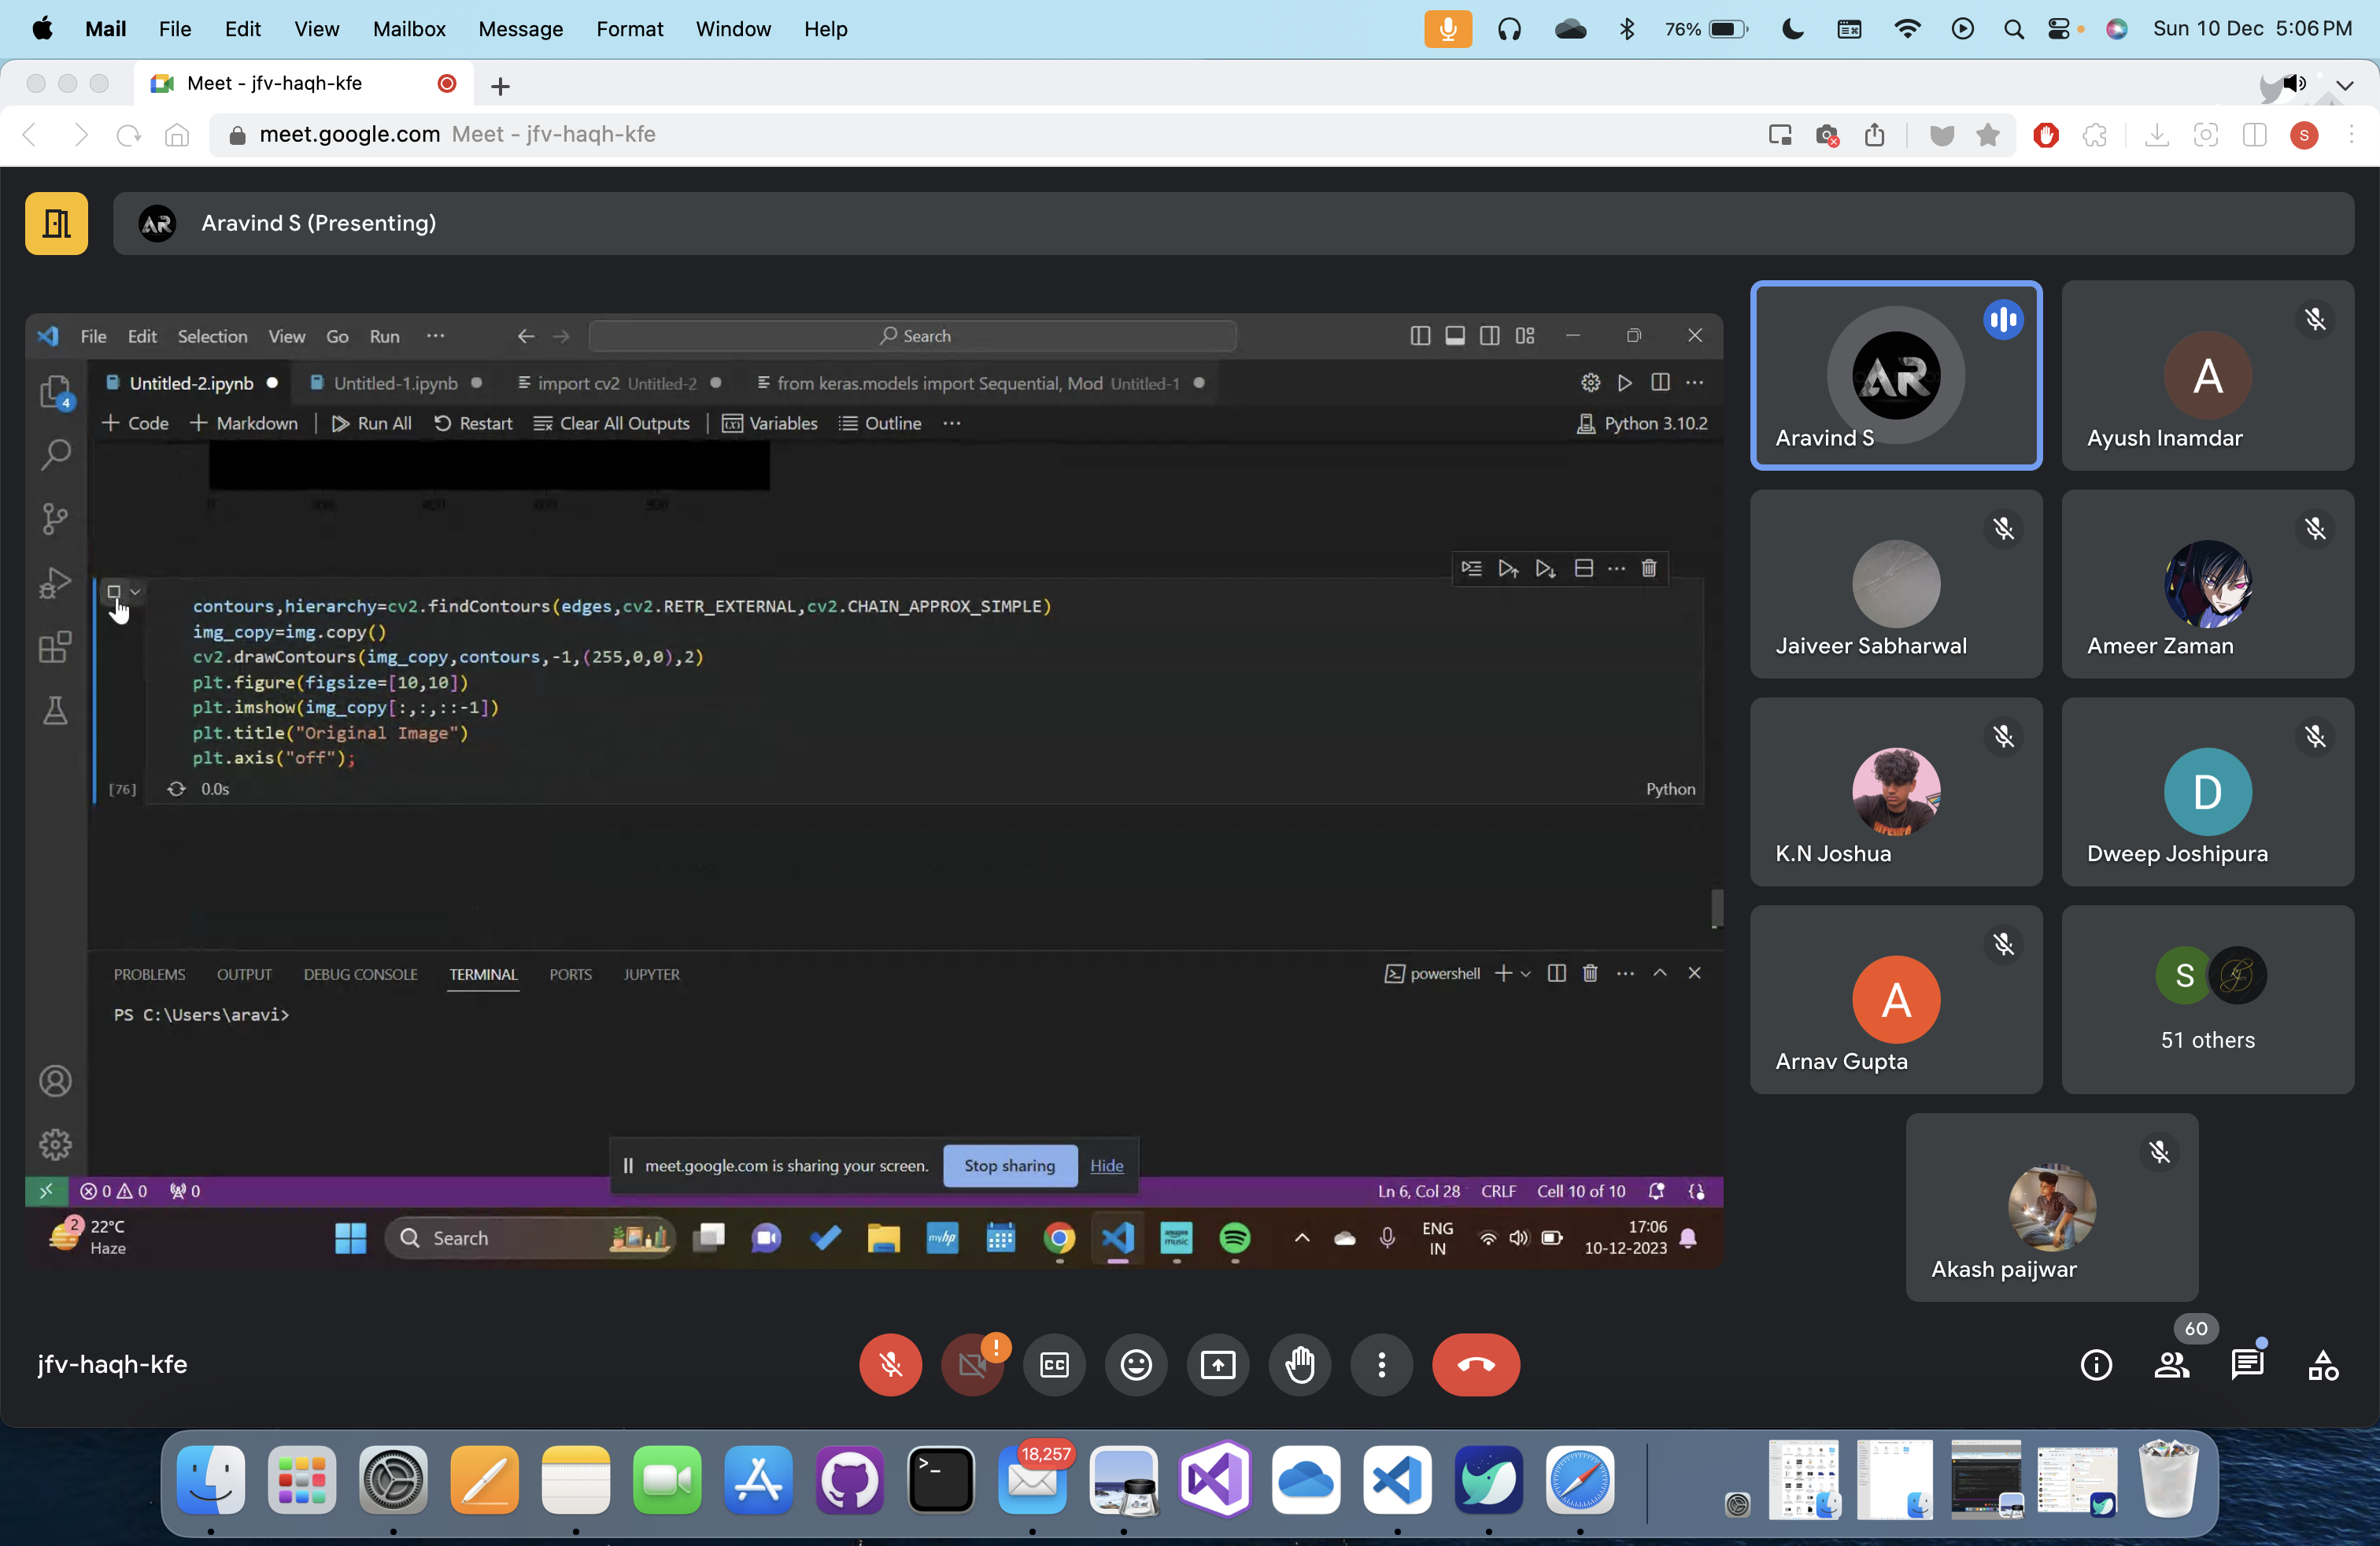 Mail File Edit View Mailbox Message Format Window Help 76% Sun 10 Dec 5:06 PM
Meet - jfv-haqh-kfe
meet.google.com Meet - jfv-haqh-kfe S
AR Aravind S (Presenting)
File Edit Selection View Go Run ··· Search
Untitled-2.ipynb Untitled-1.ipynb import cv2 Untitled-2 from keras.models import Sequential, Mod Untitled-1
4
+ Code + Markdown Run All Restart Clear All Outputs Variables Outline ··· Python 3.10.2
contours,hierarchy=cv2.findContours(edges,cv2.RETR_EXTERNAL,cv2.CHAIN_APPROX_SIMPLE)
img_copy=img.copy()
cv2.drawContours(img_copy,contours,-1,(255,0,0),2)
plt.figure(figsize=[10,10])
plt.imshow(img_copy[:,:,::-1])
plt.title("Original Image")
plt.axis("off");
[76] 0.0s Python
PROBLEMS OUTPUT DEBUG CONSOLE TERMINAL PORTS JUPYTER powershell
PS C:\Users\aravi>
meet.google.com is sharing your screen. Stop sharing Hide
0 0 0 Ln 6, Col 28 CRLF Cell 10 of 10
2 22°C
Haze
Search
myhp
amazon music
ENG
IN
17:06
10-12-2023
AR
Aravind S
A
Ayush Inamdar
Jaiveer Sabharwal
Ameer Zaman
K.N Joshua
D
Dweep Joshipura
A
Arnav Gupta
S
51 others
Akash paijwar
jfv-haqh-kfe
!
CC
60
18,257